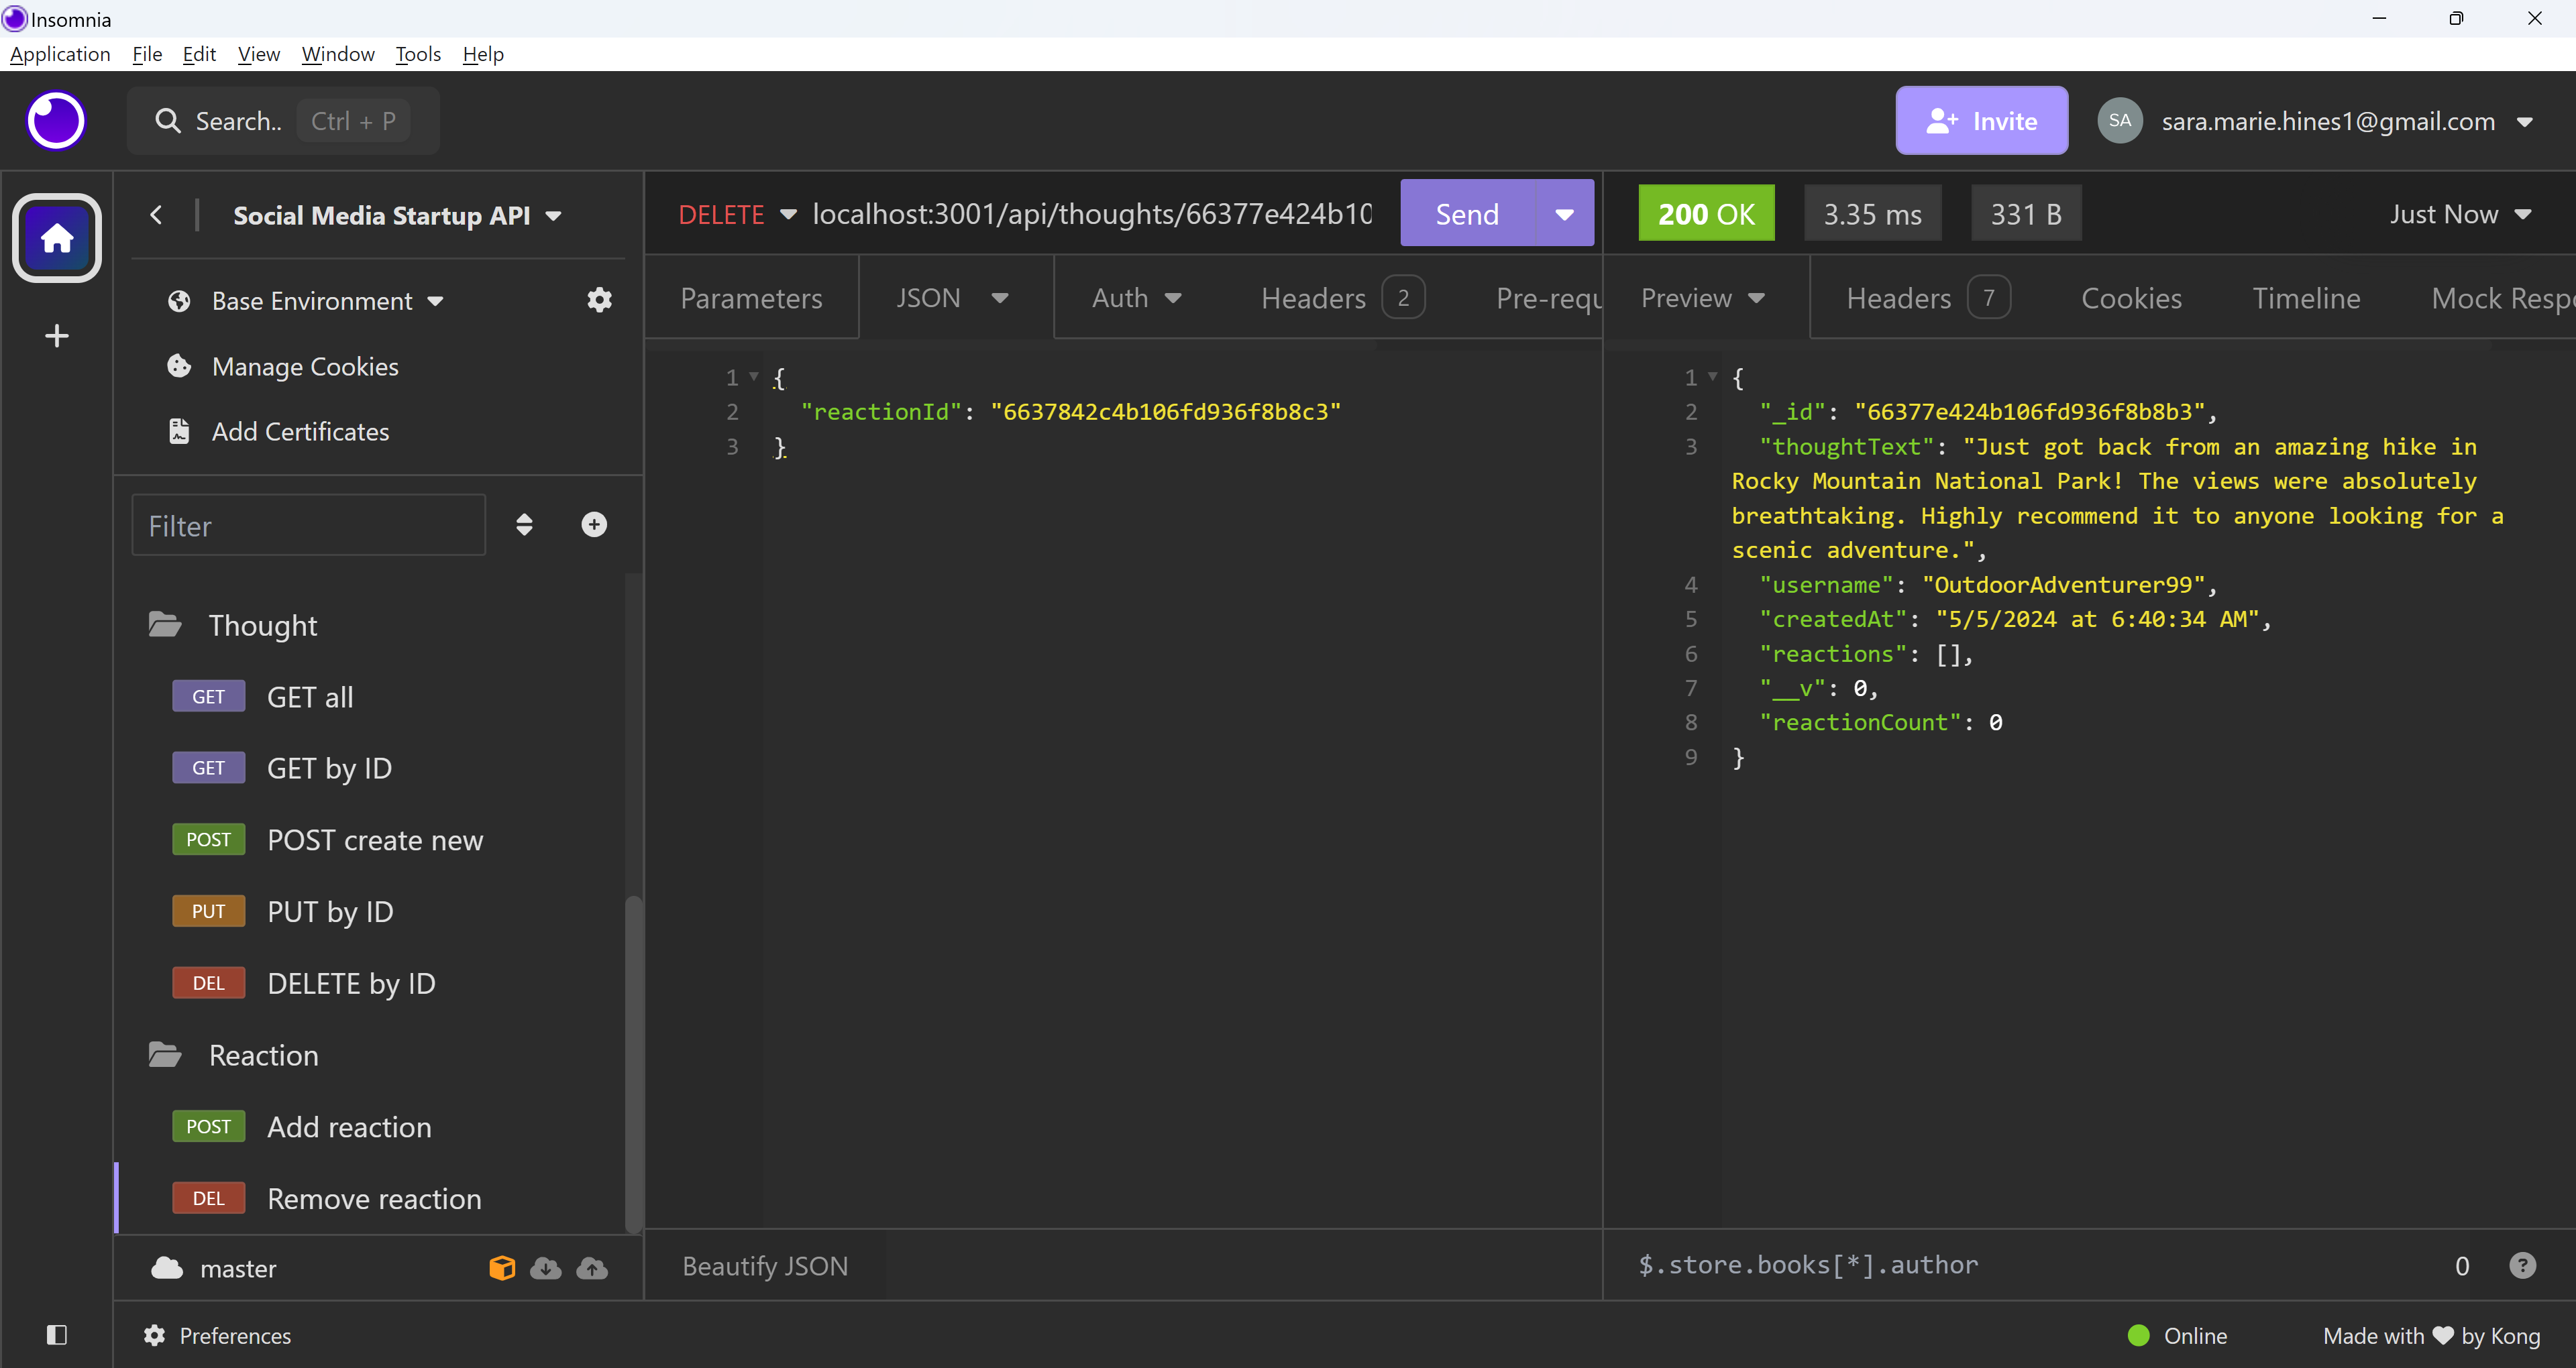 Insomnia
Application File Edit View Window Tools Help
Search.. Ctrl + P
Invite
SA sara.marie.hines1@gmail.com
Social Media Startup API
Base Environment
Manage Cookies
Add Certificates
Filter
Thought
GET GET all
GET GET by ID
POST POST create new
PUT PUT by ID
DEL DELETE by ID
Reaction
POST Add reaction
DEL Remove reaction
master
DELETE localhost:3001/api/thoughts/66377e424b10 Send
Parameters JSON Auth Headers 2 Pre-requ
1 {
2 "reactionId": "6637842c4b106fd936f8b8c3"
3 }
Beautify JSON
200 OK 3.35 ms 331 B Just Now
Preview Headers 7 Cookies Timeline Mock Resp
1 {
2 "_id": "66377e424b106fd936f8b8b3",
3 "thoughtText": "Just got back from an amazing hike in
Rocky Mountain National Park! The views were absolutely
breathtaking. Highly recommend it to anyone looking for a
scenic adventure.",
4 "username": "OutdoorAdventurer99",
5 "createdAt": "5/5/2024 at 6:40:34 AM",
6 "reactions": [],
7 "__v": 0,
8 "reactionCount": 0
9 }
$.store.books[*].author 0 ?
Preferences
Online Made with ♥ by Kong